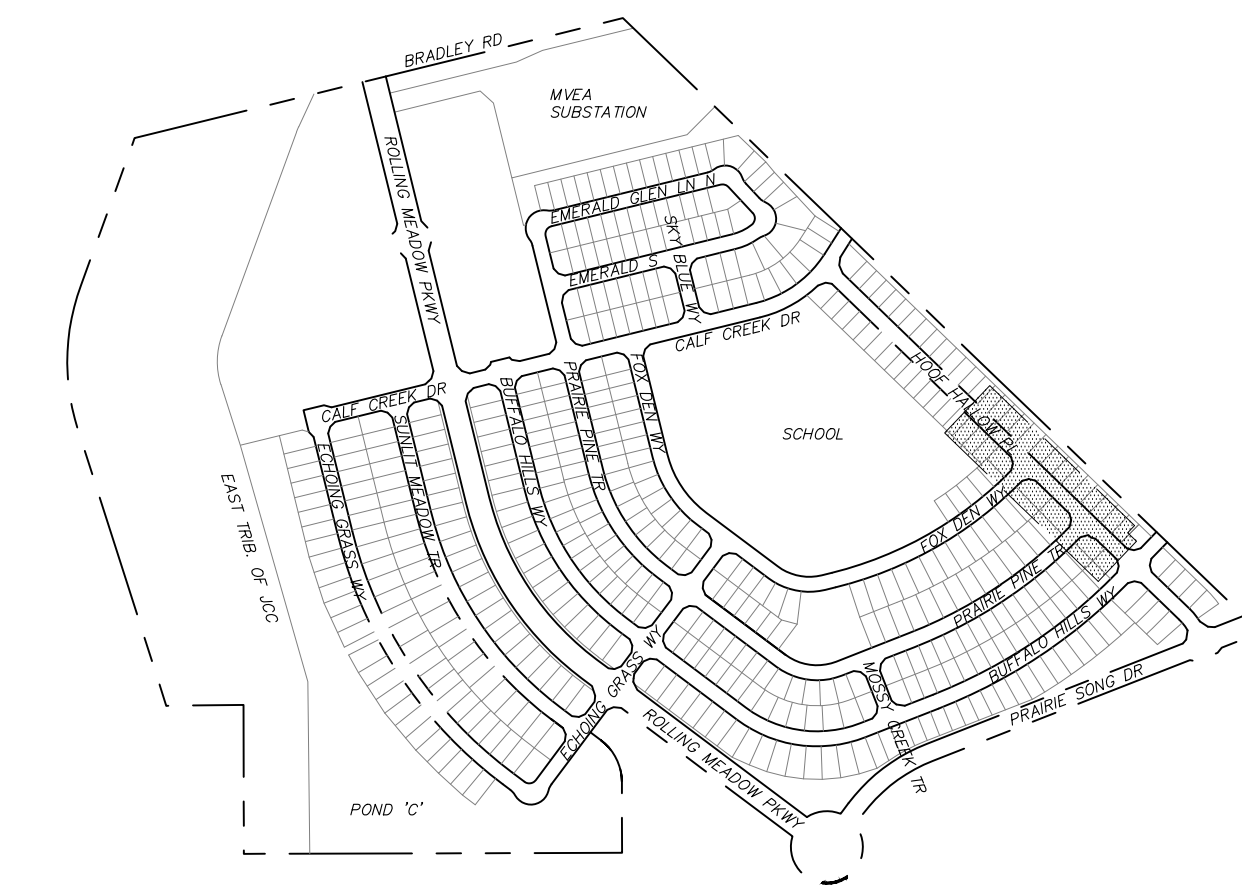 BRADLEY RD
MVEA
SUBSTATION
ROLLING MEADOW PKWY
EMERALD GLEN LN N
SKY BLUE WY
EMERALD S
CALF CREEK DR
HOOF HALLOW PL
CALF CREEK DR
SUNLIT MEADOW TR
BUFFALO HILLS WY
PRAIRIE PINE TR
FOX DEN WY
SCHOOL
ECHOING GRASS WY
EAST TRIB. OF JCC
FOX DEN WY
PRAIRIE PINE TR
BUFFALO HILLS WY
ECHOING GRASS WY
MOSSY CREEK TR
PRAIRIE SONG DR
ROLLING MEADOW PKWY
POND 'C'